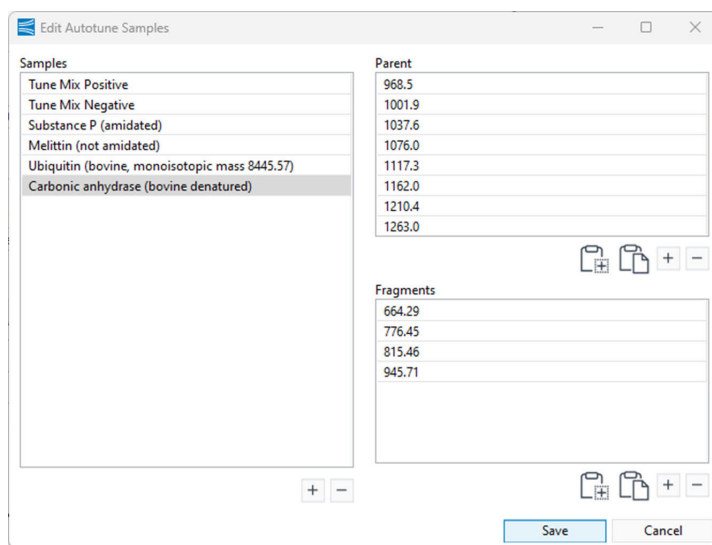 Edit Autotune Samples
Samples
Tune Mix Positive
Tune Mix Negative
Substance P (amidated)
Melittin (not amidated)
Ubiquitin (bovine, monoisotopic mass 8445.57)
Carbonic anhydrase (bovine denatured)
Parent
968.5
1001.9
1037.6
1076.0
1117.3
1162.0
1210.4
1263.0
Fragments
664.29
776.45
815.46
945.71
Save
Cancel